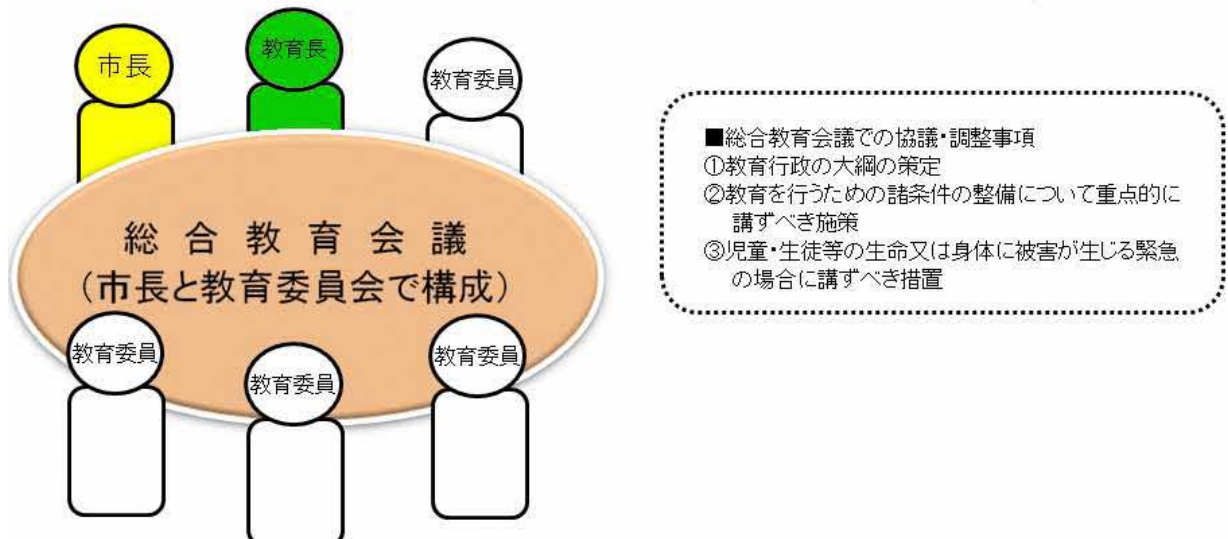 市長
教育長
教育委員
総合教育会議
(市長と教育委員会で構成)
教育委員
教育委員
教育委員
■総合教育会議での協議・調整事項
①教育行政の大綱の策定
②教育を行うための諸条件の整備について重点的に
講ずべき施策
③児童・生徒等の生命又は身体に被害が生じる緊急
の場合に講ずべき措置